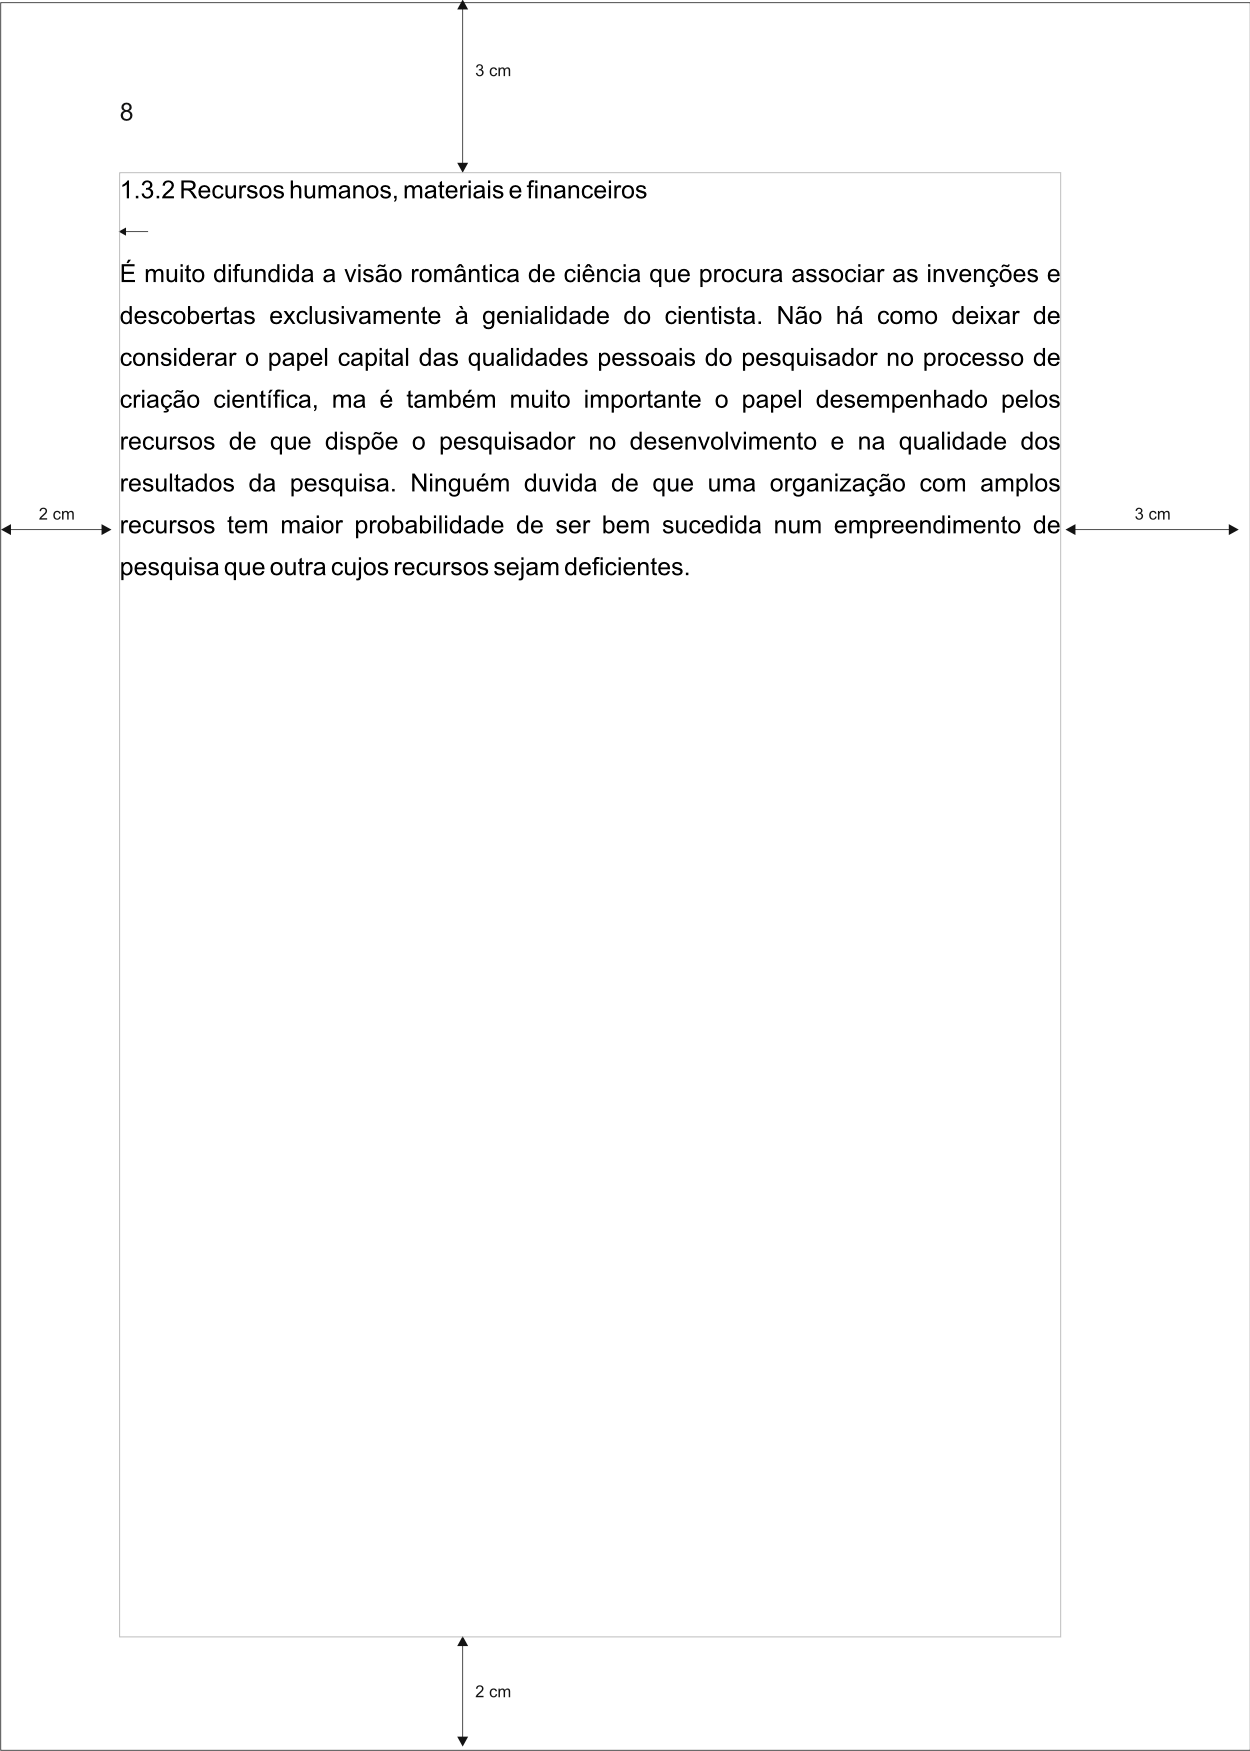 3 cm
8
1.3.2 Recursos humanos, materiais e financeiros
É muito difundida a visão romântica de ciência que procura associar as invenções e
descobertas exclusivamente à genialidade do cientista. Não há como deixar de
considerar o papel capital das qualidades pessoais do pesquisador no processo de
criação científica, ma é também muito importante o papel desempenhado pelos
recursos de que dispõe o pesquisador no desenvolvimento e na qualidade dos
resultados da pesquisa. Ninguém duvida de que uma organização com amplos
2 cm
recursos tem maior probabilidade de ser bem sucedida num empreendimento de
3 cm
pesquisa que outra cujos recursos sejam deficientes.
2 cm